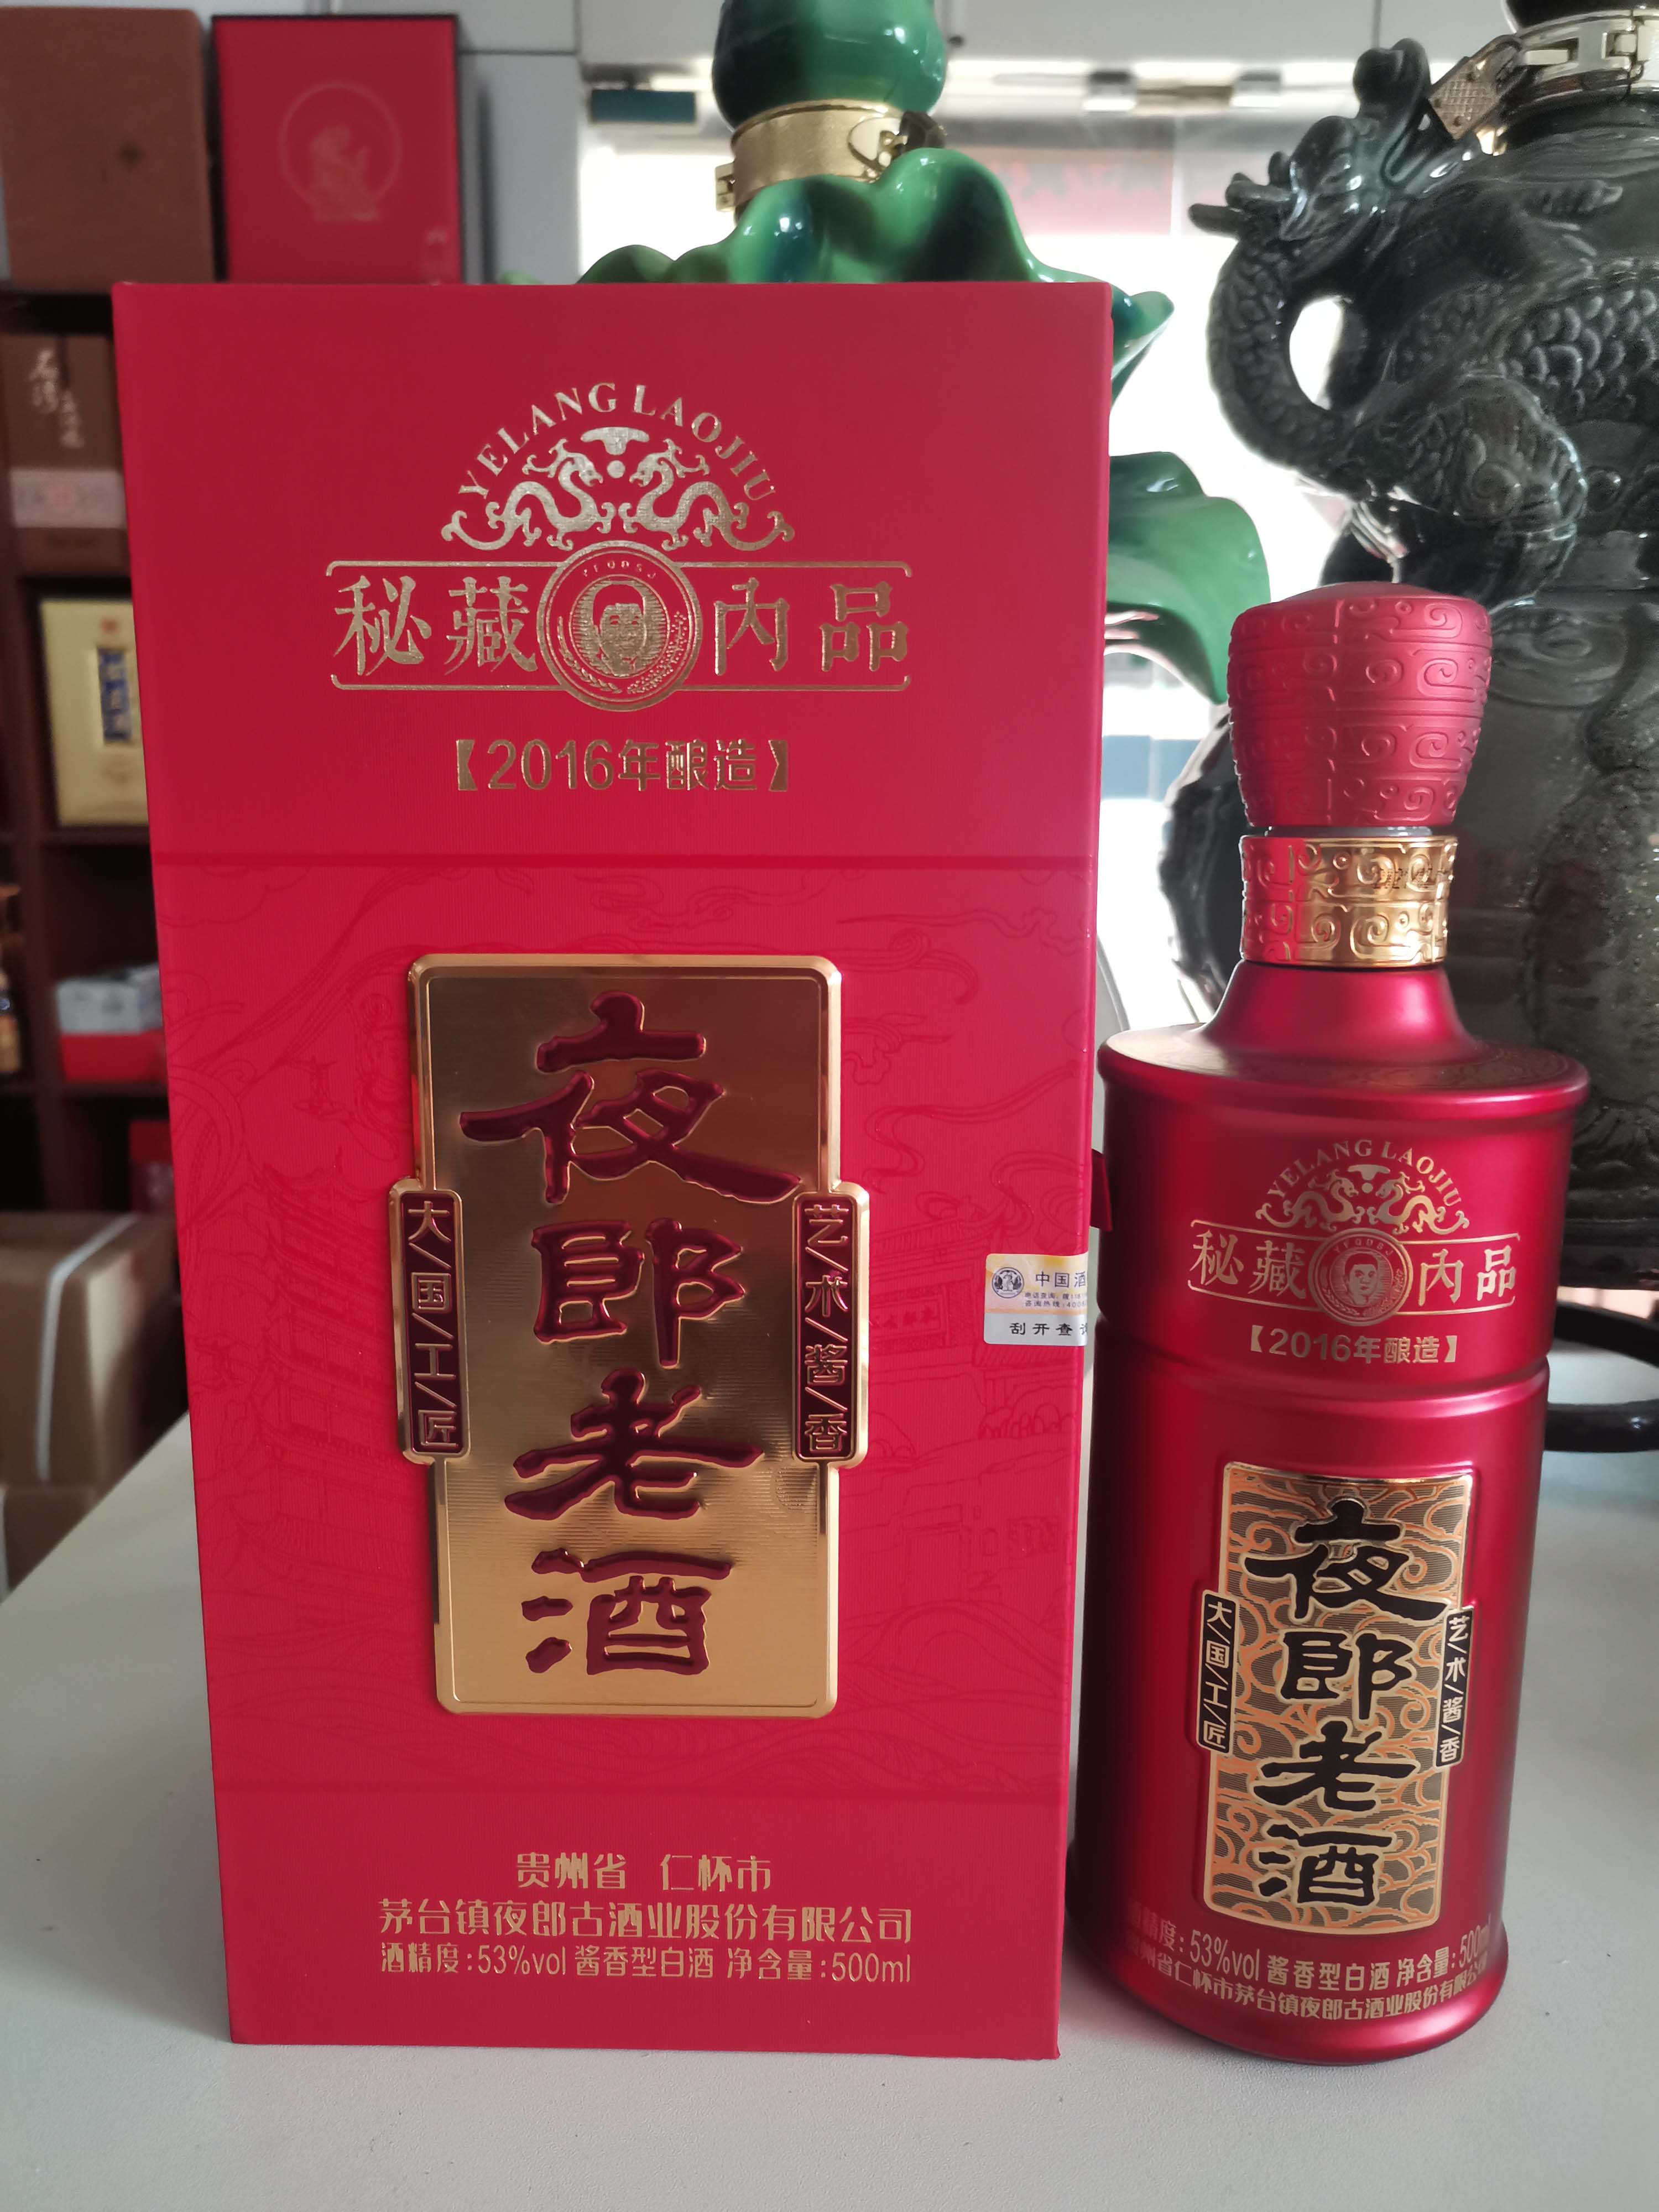 YELANG LAOJIU
秘藏内品
YFQDSJ
【2016年酿造】
夜郎老酒
大国工匠
艺术酱香
中国酒
刮开查
贵州省 仁怀市
茅台镇夜郎古酒业股份有限公司
酒精度:53%vol 酱香型白酒 净含量:500ml
YELANG LAOJIU
秘藏内品
YFQDSJ
【2016年酿造】
夜郎老酒
大国工匠
艺术酱香
酒精度:53%vol 酱香型白酒 净含量:500ml
贵州省仁怀市茅台镇夜郎古酒业股份有限公司